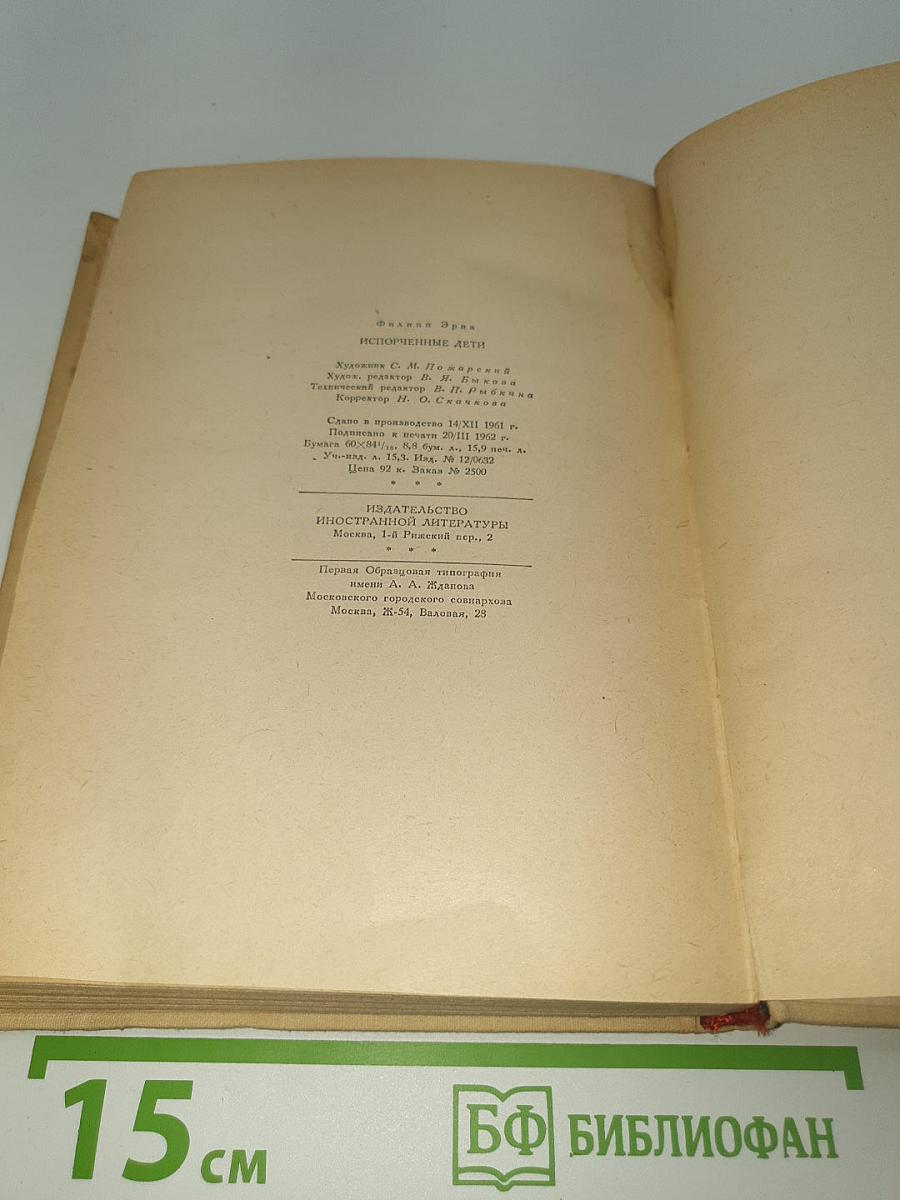 Филипп Эриа
ИСПОРЧЕННЫЕ ДЕТИ
Художник С. М. Пожарский
Худож. редактор В. Я. Быкова
Технический редактор В. П. Рыбкина
Корректор Н. О. Скачкова
Сдано в производство 14/XII 1961 г.
Подписано к печати 20/III 1962 г.
Бумага 60×84¹/₁₆. 8,8 бум. л., 15,9 печ. л.
Уч.-изд. л. 15,3. Изд. № 12/0632
Цена 92 к. Заказ № 2500
* * *
ИЗДАТЕЛЬСТВО
ИНОСТРАННОЙ ЛИТЕРАТУРЫ
Москва, 1-й Рижский пер., 2
* * *
Первая Образцовая типография
имени А. А. Жданова
Московского городского совнархоза
Москва, Ж-54, Валовая, 28
15 см
БФ БИБЛИОФАН